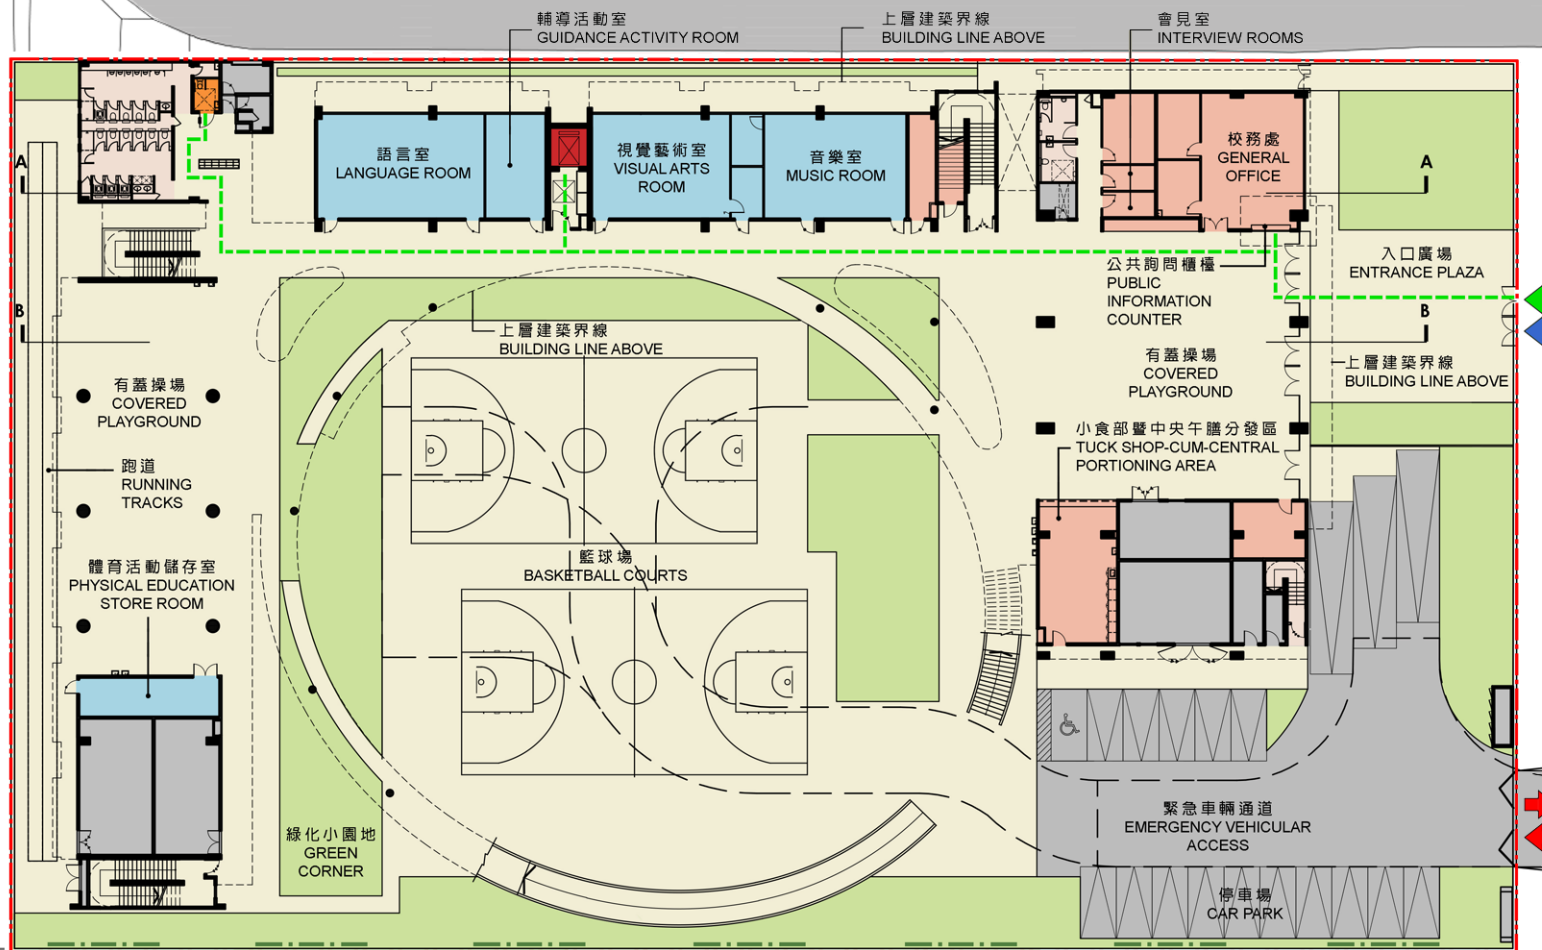 輔導活動室
GUIDANCE ACTIVITY ROOM
上層建築界線
BUILDING LINE ABOVE
會見室
INTERVIEW ROOMS
A
語言室
LANGUAGE ROOM
視覺藝術室
VISUAL ARTS
ROOM
音樂室
MUSIC ROOM
校務處
GENERAL
OFFICE
A
入口廣場
ENTRANCE PLAZA
公共詢問櫃檯
PUBLIC
INFORMATION
COUNTER
B
上層建築界線
BUILDING LINE ABOVE
B
有蓋操場
COVERED
PLAYGROUND
上層建築界線
BUILDING LINE ABOVE
有蓋操場
COVERED
PLAYGROUND
小食部暨中央午膳分發區
TUCK SHOP-CUM-CENTRAL
PORTIONING AREA
跑道
RUNNING
TRACKS
籃球場
BASKETBALL COURTS
體育活動儲存室
PHYSICAL EDUCATION
STORE ROOM
綠化小園地
GREEN
CORNER
緊急車輛通道
EMERGENCY VEHICULAR
ACCESS
停車場
CAR PARK